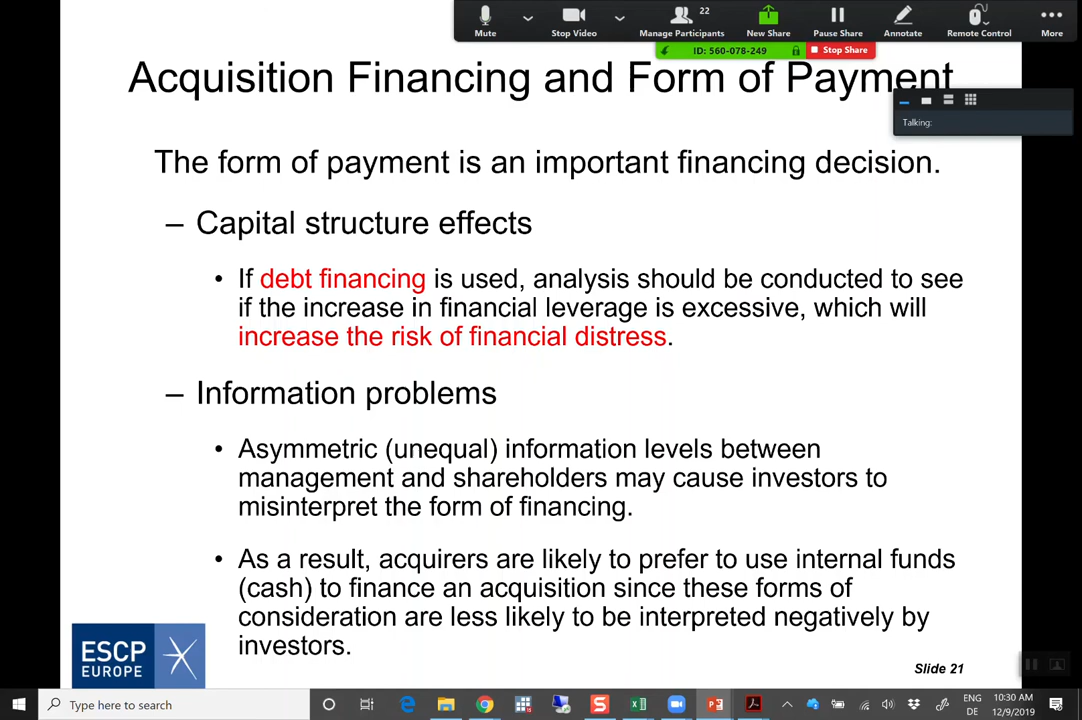 22
Mute
Stop Video
Manage Participants
New Share
Pause Share
Annotate
Remote Control
More
ID: 560-078-249
Stop Share
Acquisition Financing and Form of Payment
Talking:
The form of payment is an important financing decision.
– Capital structure effects
• If debt financing is used, analysis should be conducted to see
if the increase in financial leverage is excessive, which will
increase the risk of financial distress.
– Information problems
• Asymmetric (unequal) information levels between
management and shareholders may cause investors to
misinterpret the form of financing.
• As a result, acquirers are likely to prefer to use internal funds
(cash) to finance an acquisition since these forms of
consideration are less likely to be interpreted negatively by
investors.
ESCP
EUROPE
Slide 21
Type here to search
ENG
DE
10:30 AM
12/9/2019